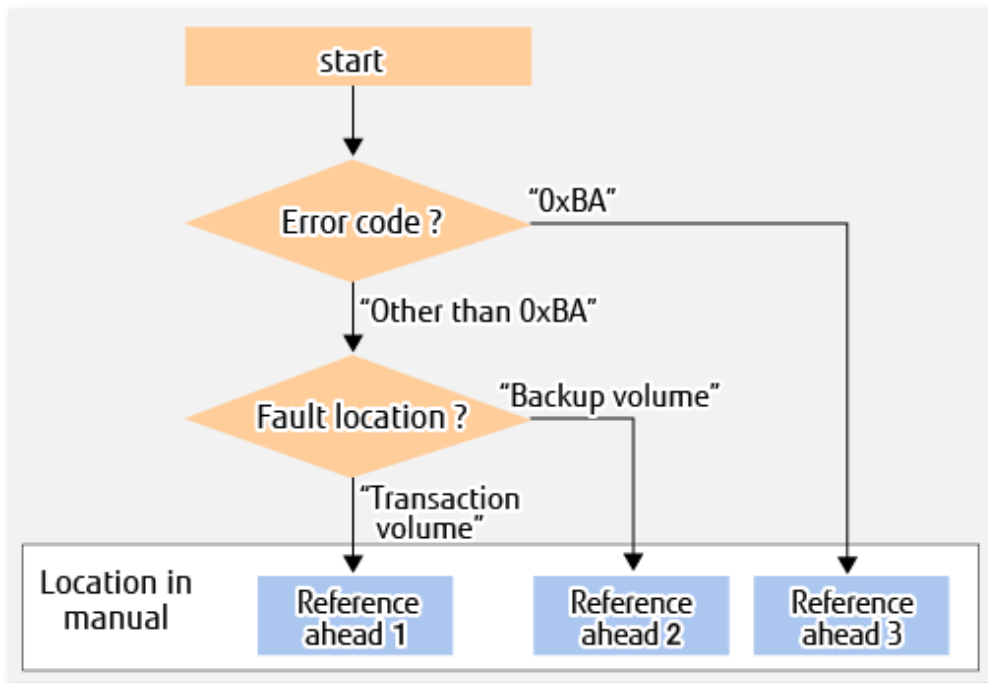 start
Error code ?
“0xBA”
“Other than 0xBA”
Fault location ?
“Backup volume”
“Transaction
volume”
Location in
manual
Reference
ahead 1
Reference
ahead 2
Reference
ahead 3